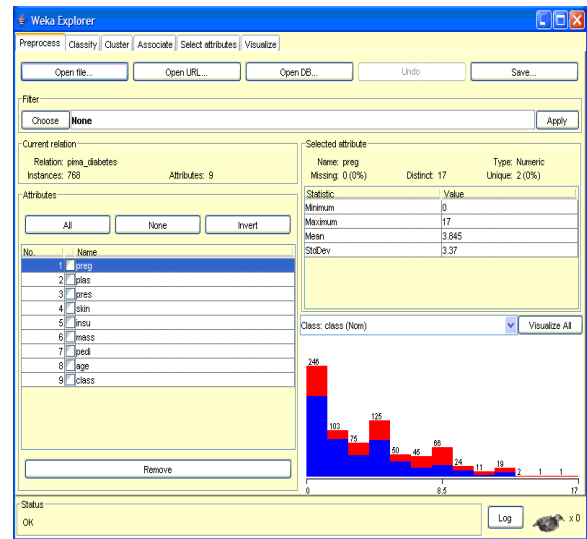 Weka Explorer
Preprocess Classify Cluster Associate Select attributes Visualize
Open file... Open URL... Open DB... Undo Save...
Filter
Choose None Apply
Current relation
Relation: pima_diabetes
Instances: 768 Attributes: 9
Selected attribute
Name: preg Type: Numeric
Missing: 0 (0%) Distinct: 17 Unique: 2 (0%)
Statistic Value
Minimum 0
Maximum 17
Mean 3.845
StdDev 3.37
Attributes
All None Invert
No. Name
1 preg
2 plas
3 pres
4 skin
5 insu
6 mass
7 pedi
8 age
9 class
Remove
Class: class (Nom) Visualize All
246
103
75
125
50
45
66
24
11
19
2
1
1
0 8.5 17
Status
OK
Log x 0